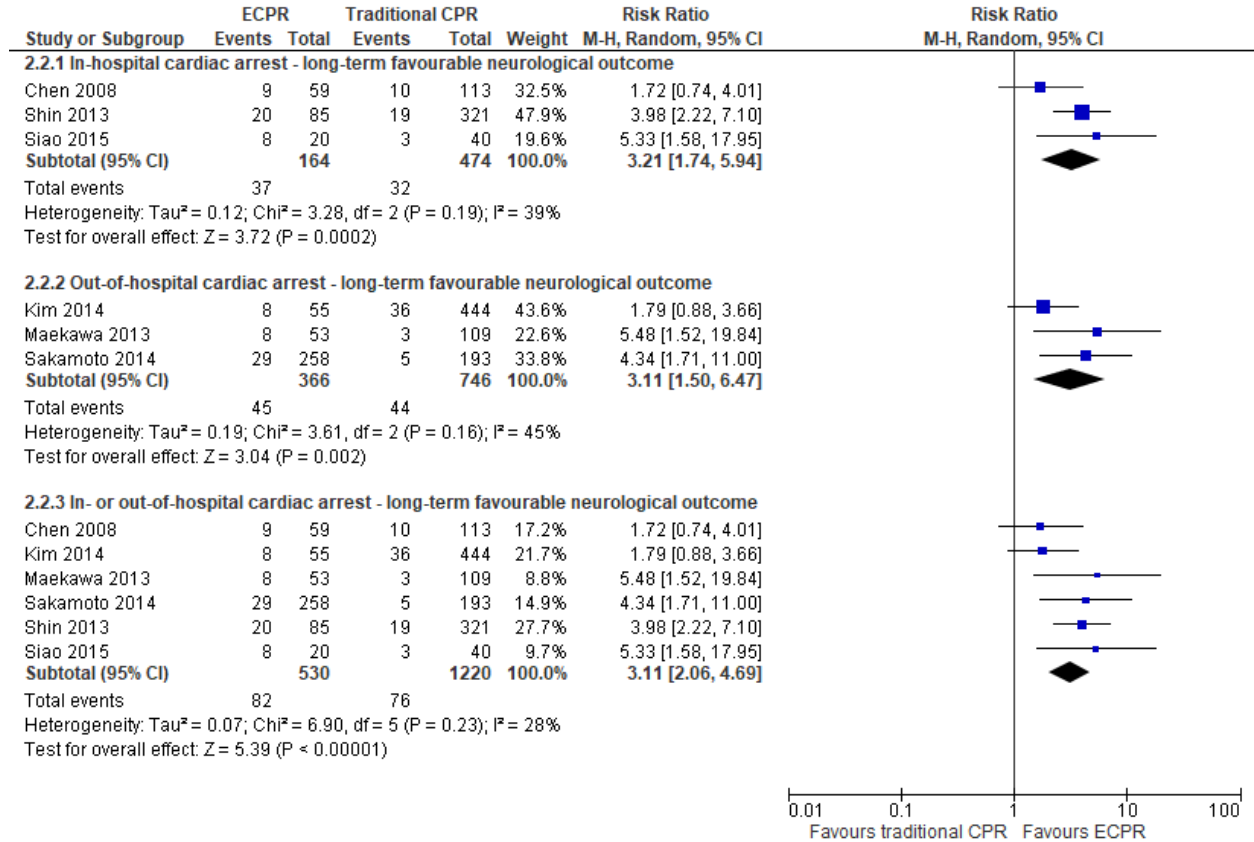 ECPR Traditional CPR Risk Ratio Risk Ratio
Study or Subgroup Events Total Events Total Weight M-H, Random, 95% CI M-H, Random, 95% CI
2.2.1 In-hospital cardiac arrest - long-term favourable neurological outcome
Chen 2008 9 59 10 113 32.5% 1.72 [0.74, 4.01]
Shin 2013 20 85 19 321 47.9% 3.98 [2.22, 7.10]
Siao 2015 8 20 3 40 19.6% 5.33 [1.58, 17.95]
Subtotal (95% CI) 164 474 100.0% 3.21 [1.74, 5.94]
Total events 37 32
Heterogeneity: Tau² = 0.12; Chi² = 3.28, df = 2 (P = 0.19); I² = 39%
Test for overall effect: Z = 3.72 (P = 0.0002)
2.2.2 Out-of-hospital cardiac arrest - long-term favourable neurological outcome
Kim 2014 8 55 36 444 43.6% 1.79 [0.88, 3.66]
Maekawa 2013 8 53 3 109 22.6% 5.48 [1.52, 19.84]
Sakamoto 2014 29 258 5 193 33.8% 4.34 [1.71, 11.00]
Subtotal (95% CI) 366 746 100.0% 3.11 [1.50, 6.47]
Total events 45 44
Heterogeneity: Tau² = 0.19; Chi² = 3.61, df = 2 (P = 0.16); I² = 45%
Test for overall effect: Z = 3.04 (P = 0.002)
2.2.3 In- or out-of-hospital cardiac arrest - long-term favourable neurological outcome
Chen 2008 9 59 10 113 17.2% 1.72 [0.74, 4.01]
Kim 2014 8 55 36 444 21.7% 1.79 [0.88, 3.66]
Maekawa 2013 8 53 3 109 8.8% 5.48 [1.52, 19.84]
Sakamoto 2014 29 258 5 193 14.9% 4.34 [1.71, 11.00]
Shin 2013 20 85 19 321 27.7% 3.98 [2.22, 7.10]
Siao 2015 8 20 3 40 9.7% 5.33 [1.58, 17.95]
Subtotal (95% CI) 530 1220 100.0% 3.11 [2.06, 4.69]
Total events 82 76
Heterogeneity: Tau² = 0.07; Chi² = 6.90, df = 5 (P = 0.23); I² = 28%
Test for overall effect: Z = 5.39 (P < 0.00001)
0.01 0.1 1 10 100
Favours traditional CPR Favours ECPR